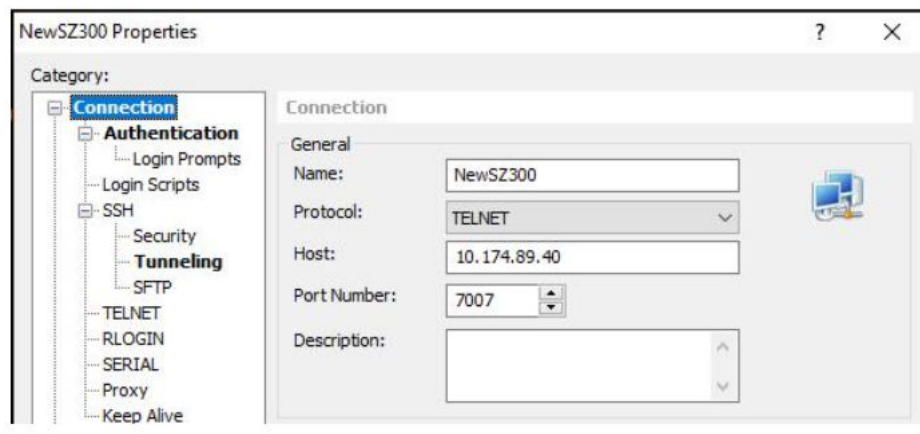 NewSZ300 Properties ? ×
Category:
Connection
Authentication
Login Prompts
Login Scripts
SSH
Security
Tunneling
SFTP
TELNET
RLOGIN
SERIAL
Proxy
Keep Alive
Connection
General
Name: NewSZ300
Protocol: TELNET
Host: 10.174.89.40
Port Number: 7007
Description: